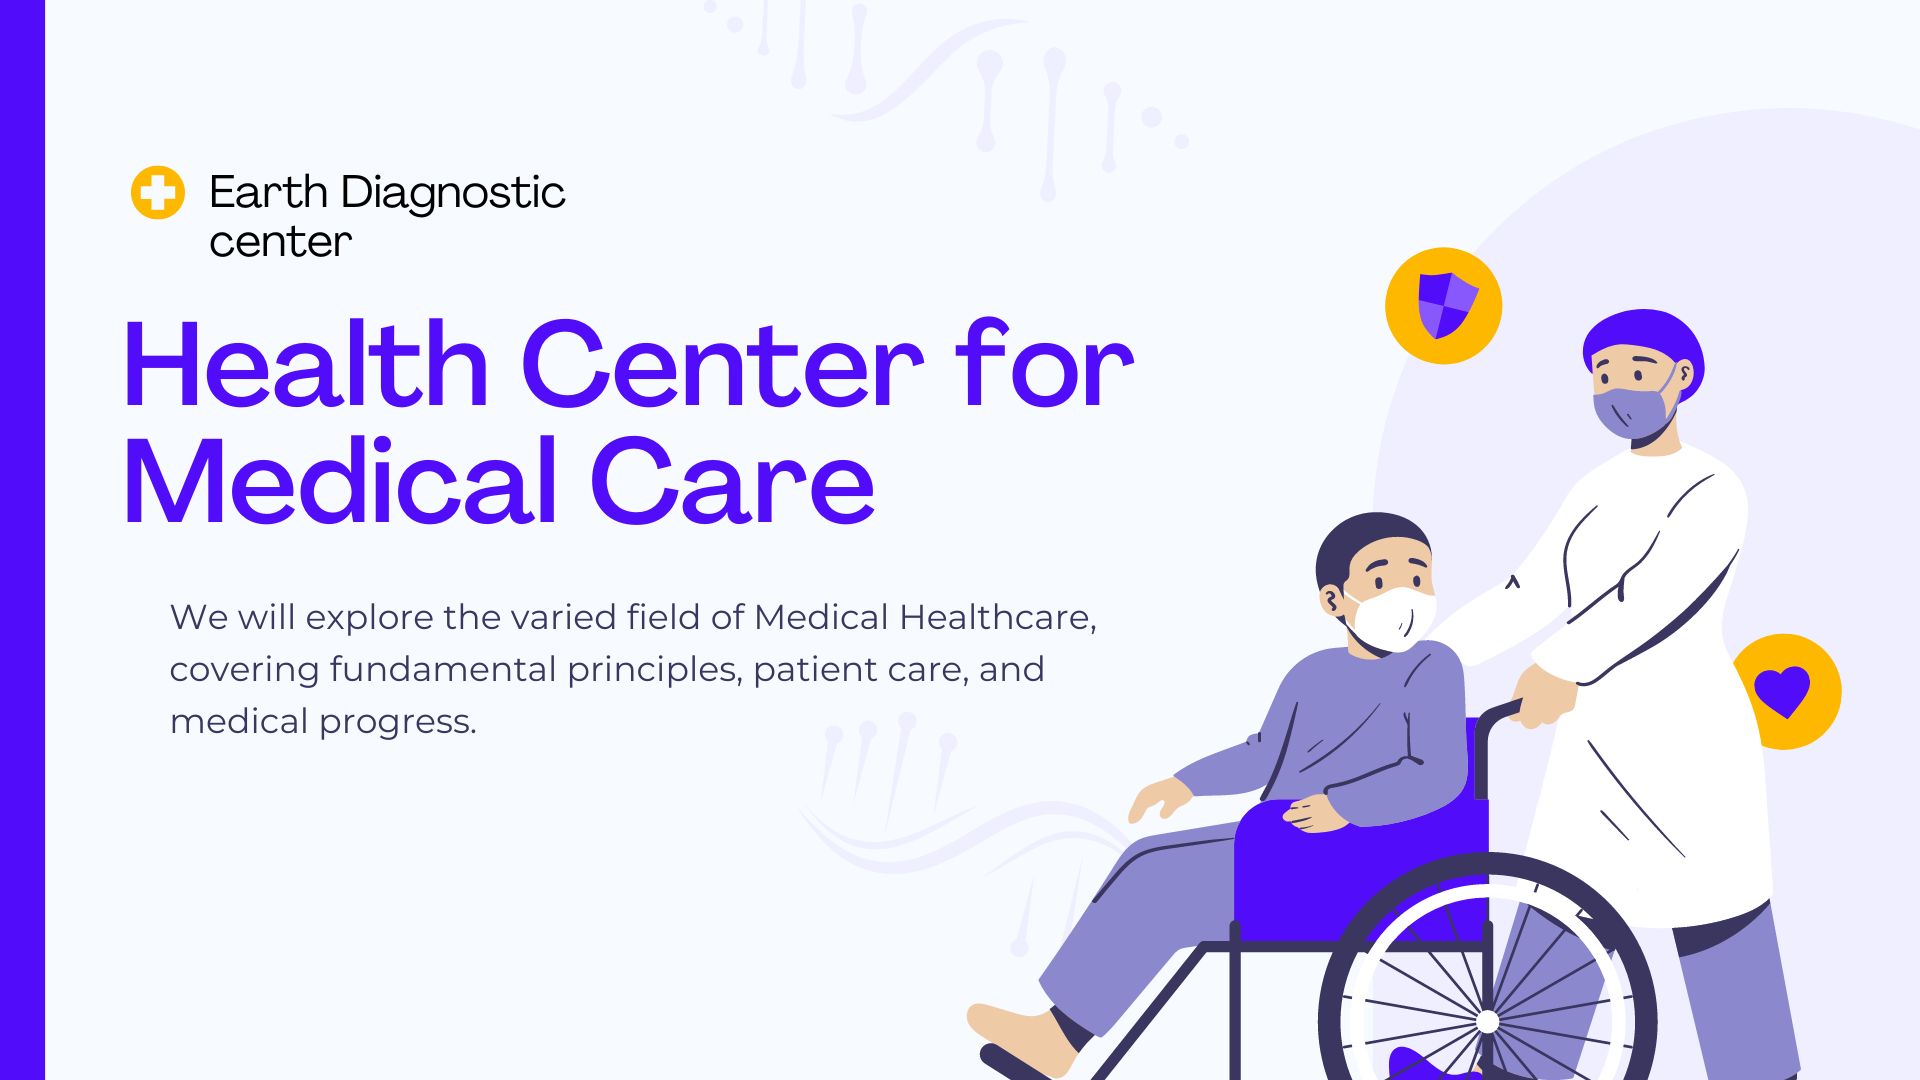 Earth Diagnostic
center
Health Center for
Medical Care
We will explore the varied field of Medical Healthcare,
covering fundamental principles, patient care, and
medical progress.